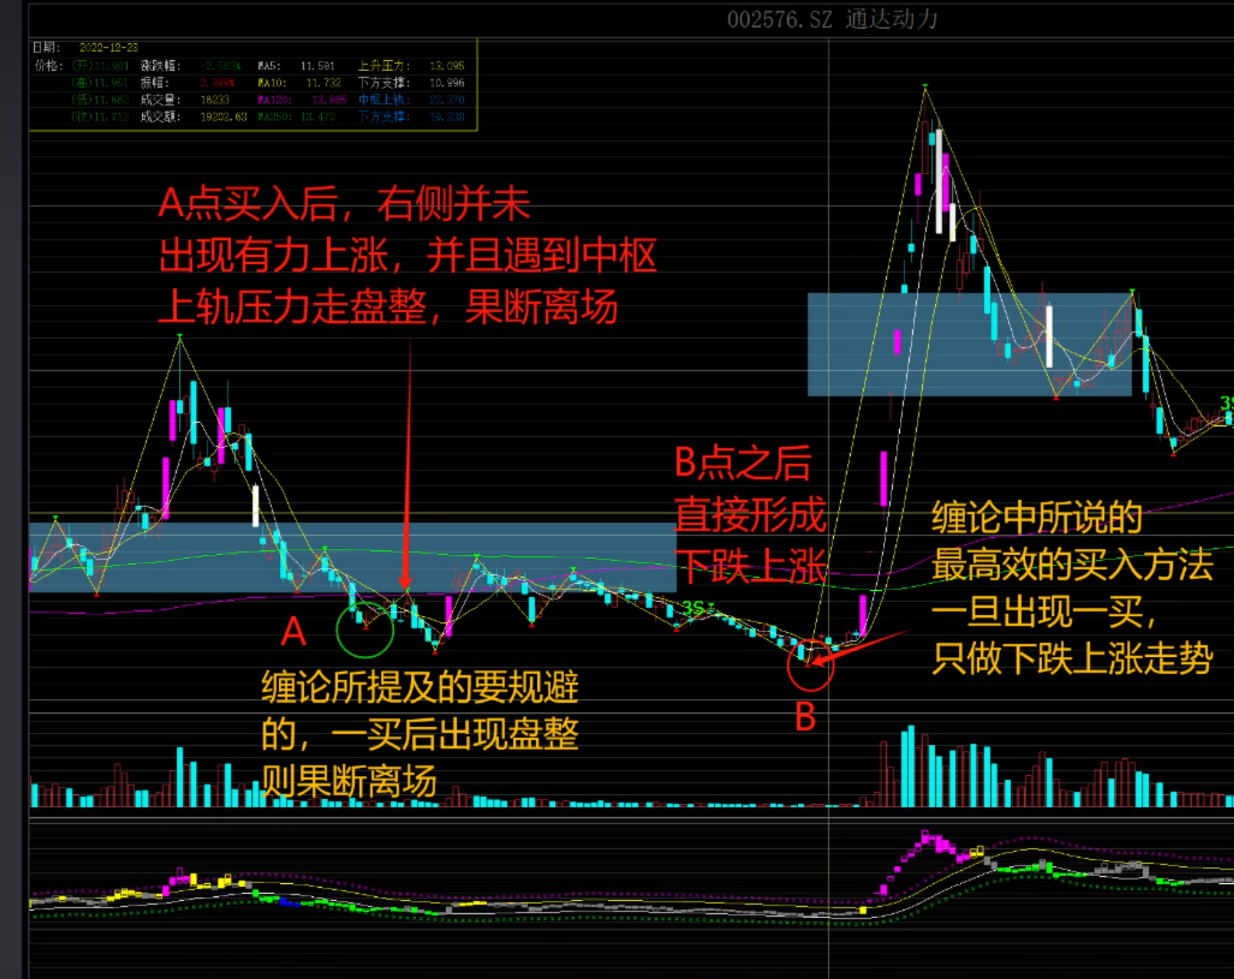 002576.SZ 通达动力
日期: 2022-12-28
价格: (开)11.901 涨跌幅: -2.583% MA5: 11.591 上升压力: 13.095
(高)11.951 振幅: 2.399% MA10: 11.732 下方支撑: 10.996
(低)11.662 成交量: 16233 MA120: 13.805 中枢上轨: 22.370
(收)11.712 成交额: 19202.63 MA250: 13.470 下方支撑:
A点买入后，右侧并未
出现有力上涨，并且遇到中枢
上轨压力走盘整，果断离场
3S
B点之后
直接形成
下跌上涨
缠论中所说的
最高效的买入方法
一旦出现一买，
只做下跌上涨走势
3S
A
缠论所提及的要规避
的，一买后出现盘整
则果断离场
B